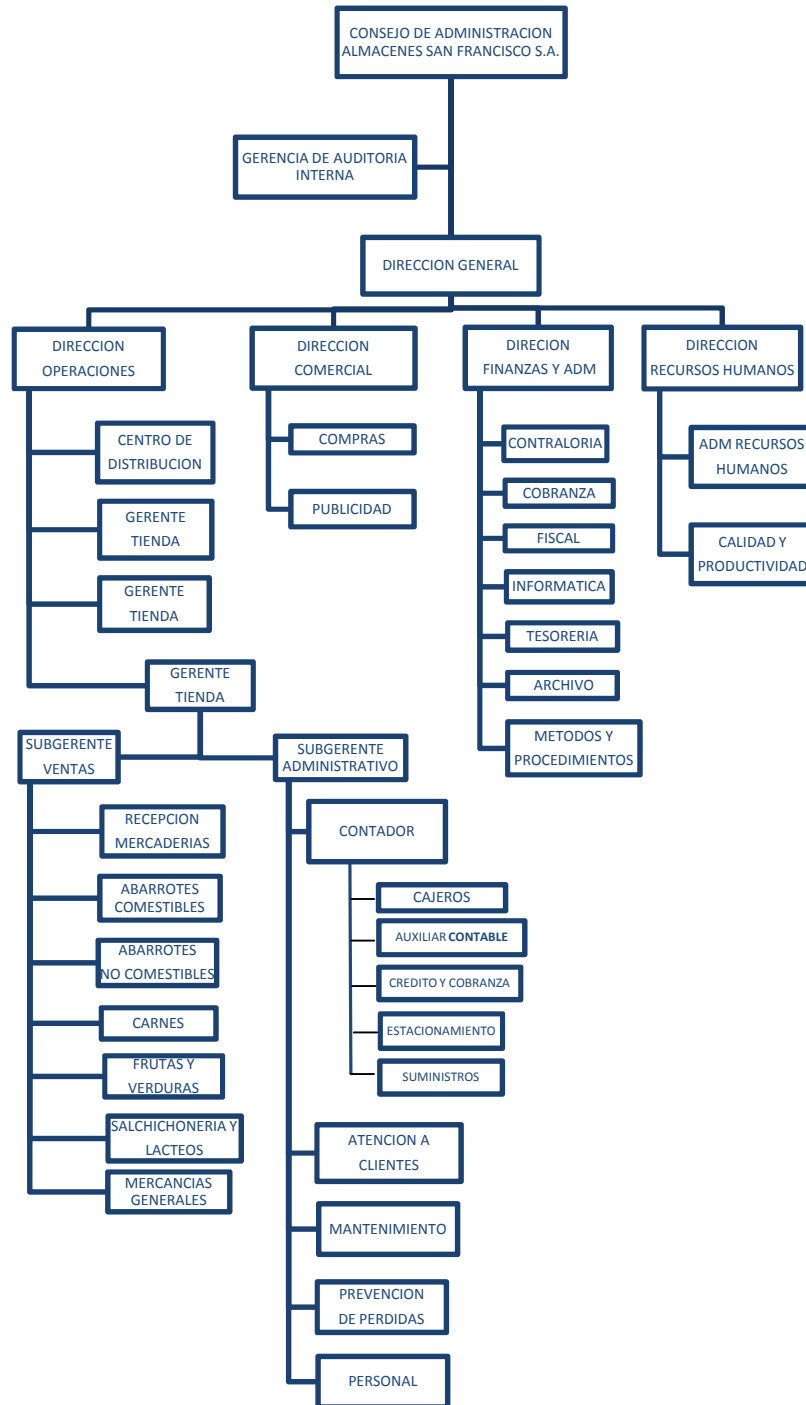 CONSEJO DE ADMINISTRACION
ALMACENES SAN FRANCISCO S.A.
GERENCIA DE AUDITORIA
INTERNA
DIRECCION GENERAL
DIRECCION
OPERACIONES
DIRECCION
COMERCIAL
DIRECION
FINANZAS Y ADM
DIRECCION
RECURSOS HUMANOS
CENTRO DE
DISTRIBUCION
GERENTE
TIENDA
GERENTE
TIENDA
GERENTE
TIENDA
COMPRAS
PUBLICIDAD
CONTRALORIA
COBRANZA
FISCAL
INFORMATICA
TESORERIA
ARCHIVO
METODOS Y
PROCEDIMIENTOS
ADM RECURSOS
HUMANOS
CALIDAD Y
PRODUCTIVIDAD
SUBGERENTE
VENTAS
RECEPCION
MERCADERIAS
ABARROTES
COMESTIBLES
ABARROTES
NO COMESTIBLES
CARNES
FRUTAS Y
VERDURAS
SALCHICHONERIA Y
LACTEOS
MERCANCIAS
GENERALES
SUBGERENTE
ADMINISTRATIVO
CONTADOR
CAJEROS
AUXILIAR CONTABLE
CREDITO Y COBRANZA
ESTACIONAMIENTO
SUMINISTROS
ATENCION A
CLIENTES
MANTENIMIENTO
PREVENCION
DE PERDIDAS
PERSONAL